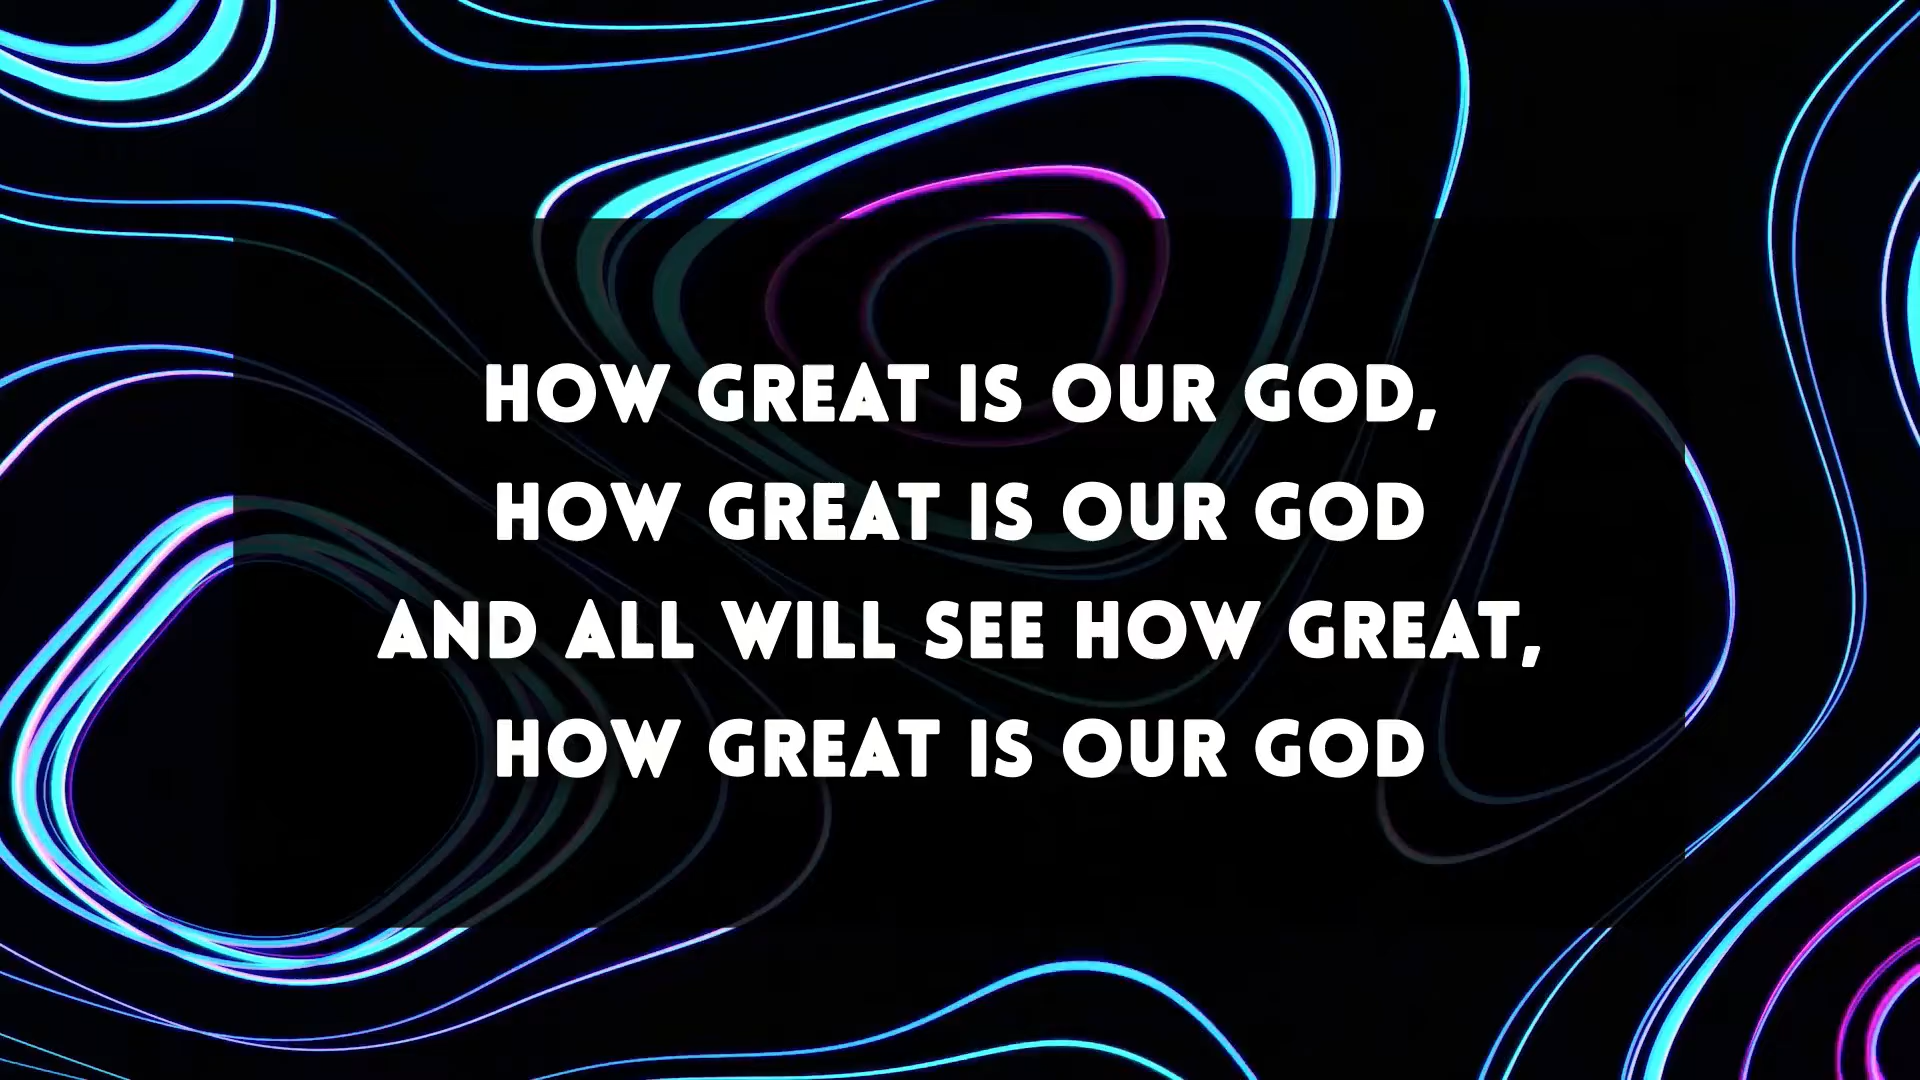 HOW GREAT IS OUR GOD,
HOW GREAT IS OUR GOD
AND ALL WILL SEE HOW GREAT,
HOW GREAT IS OUR GOD